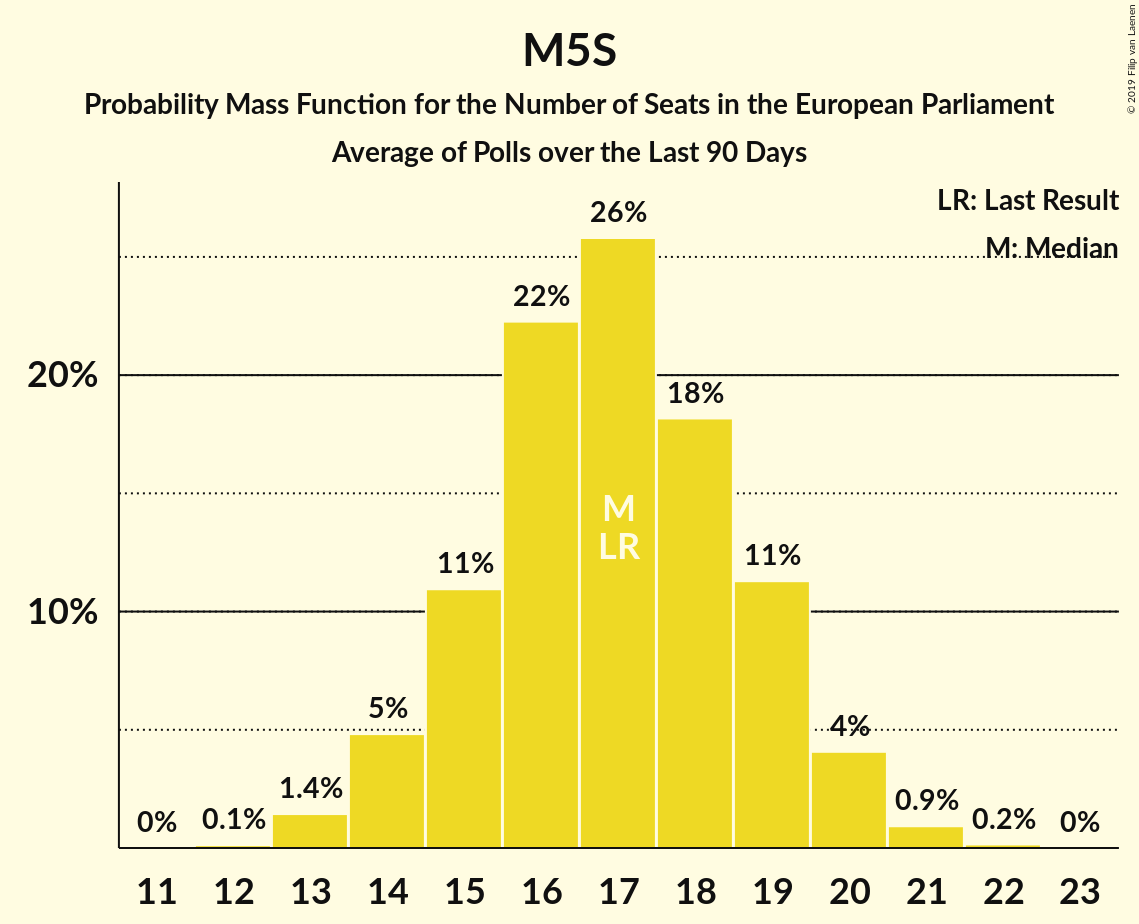 M5S
Probability Mass Function for the Number of Seats in the European Parliament
Average of Polls over the Last 90 Days
© 2019 Filip van Laenen
LR: Last Result
M: Median
26%
22%
20%
18%
M
LR
11%
11%
10%
5%
4%
1.4%
0.9%
0%
0.1%
0.2%
0%
11 12 13 14 15 16 17 18 19 20 21 22 23